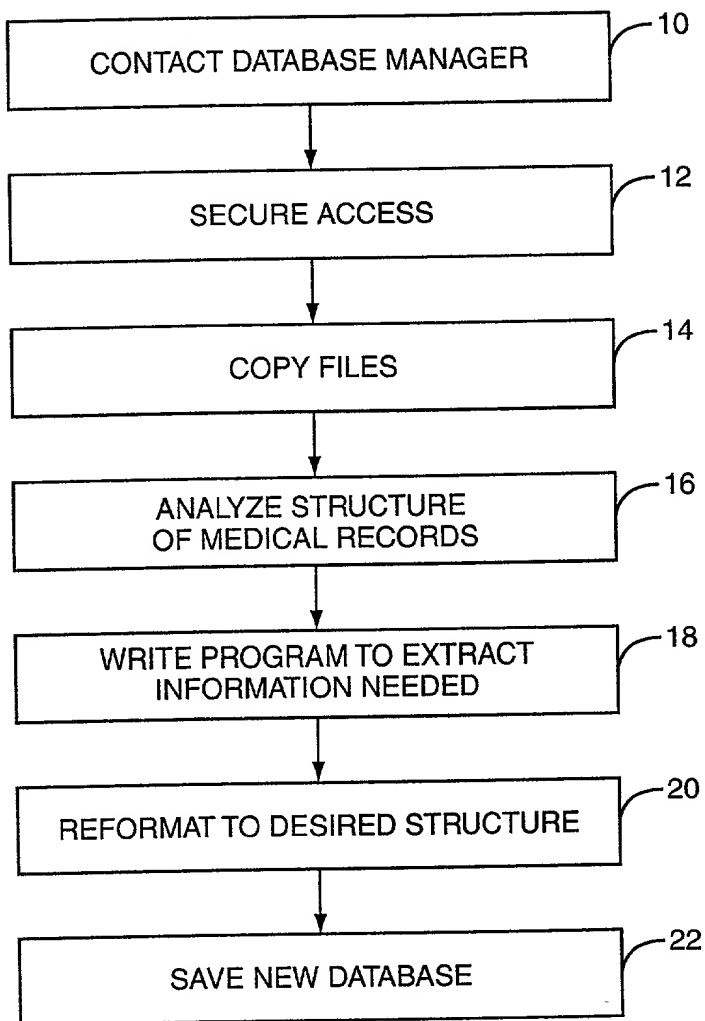 10
CONTACT DATABASE MANAGER
12
SECURE ACCESS
14
COPY FILES
16
ANALYZE STRUCTURE
OF MEDICAL RECORDS
18
WRITE PROGRAM TO EXTRACT
INFORMATION NEEDED
20
REFORMAT TO DESIRED STRUCTURE
22
SAVE NEW DATABASE